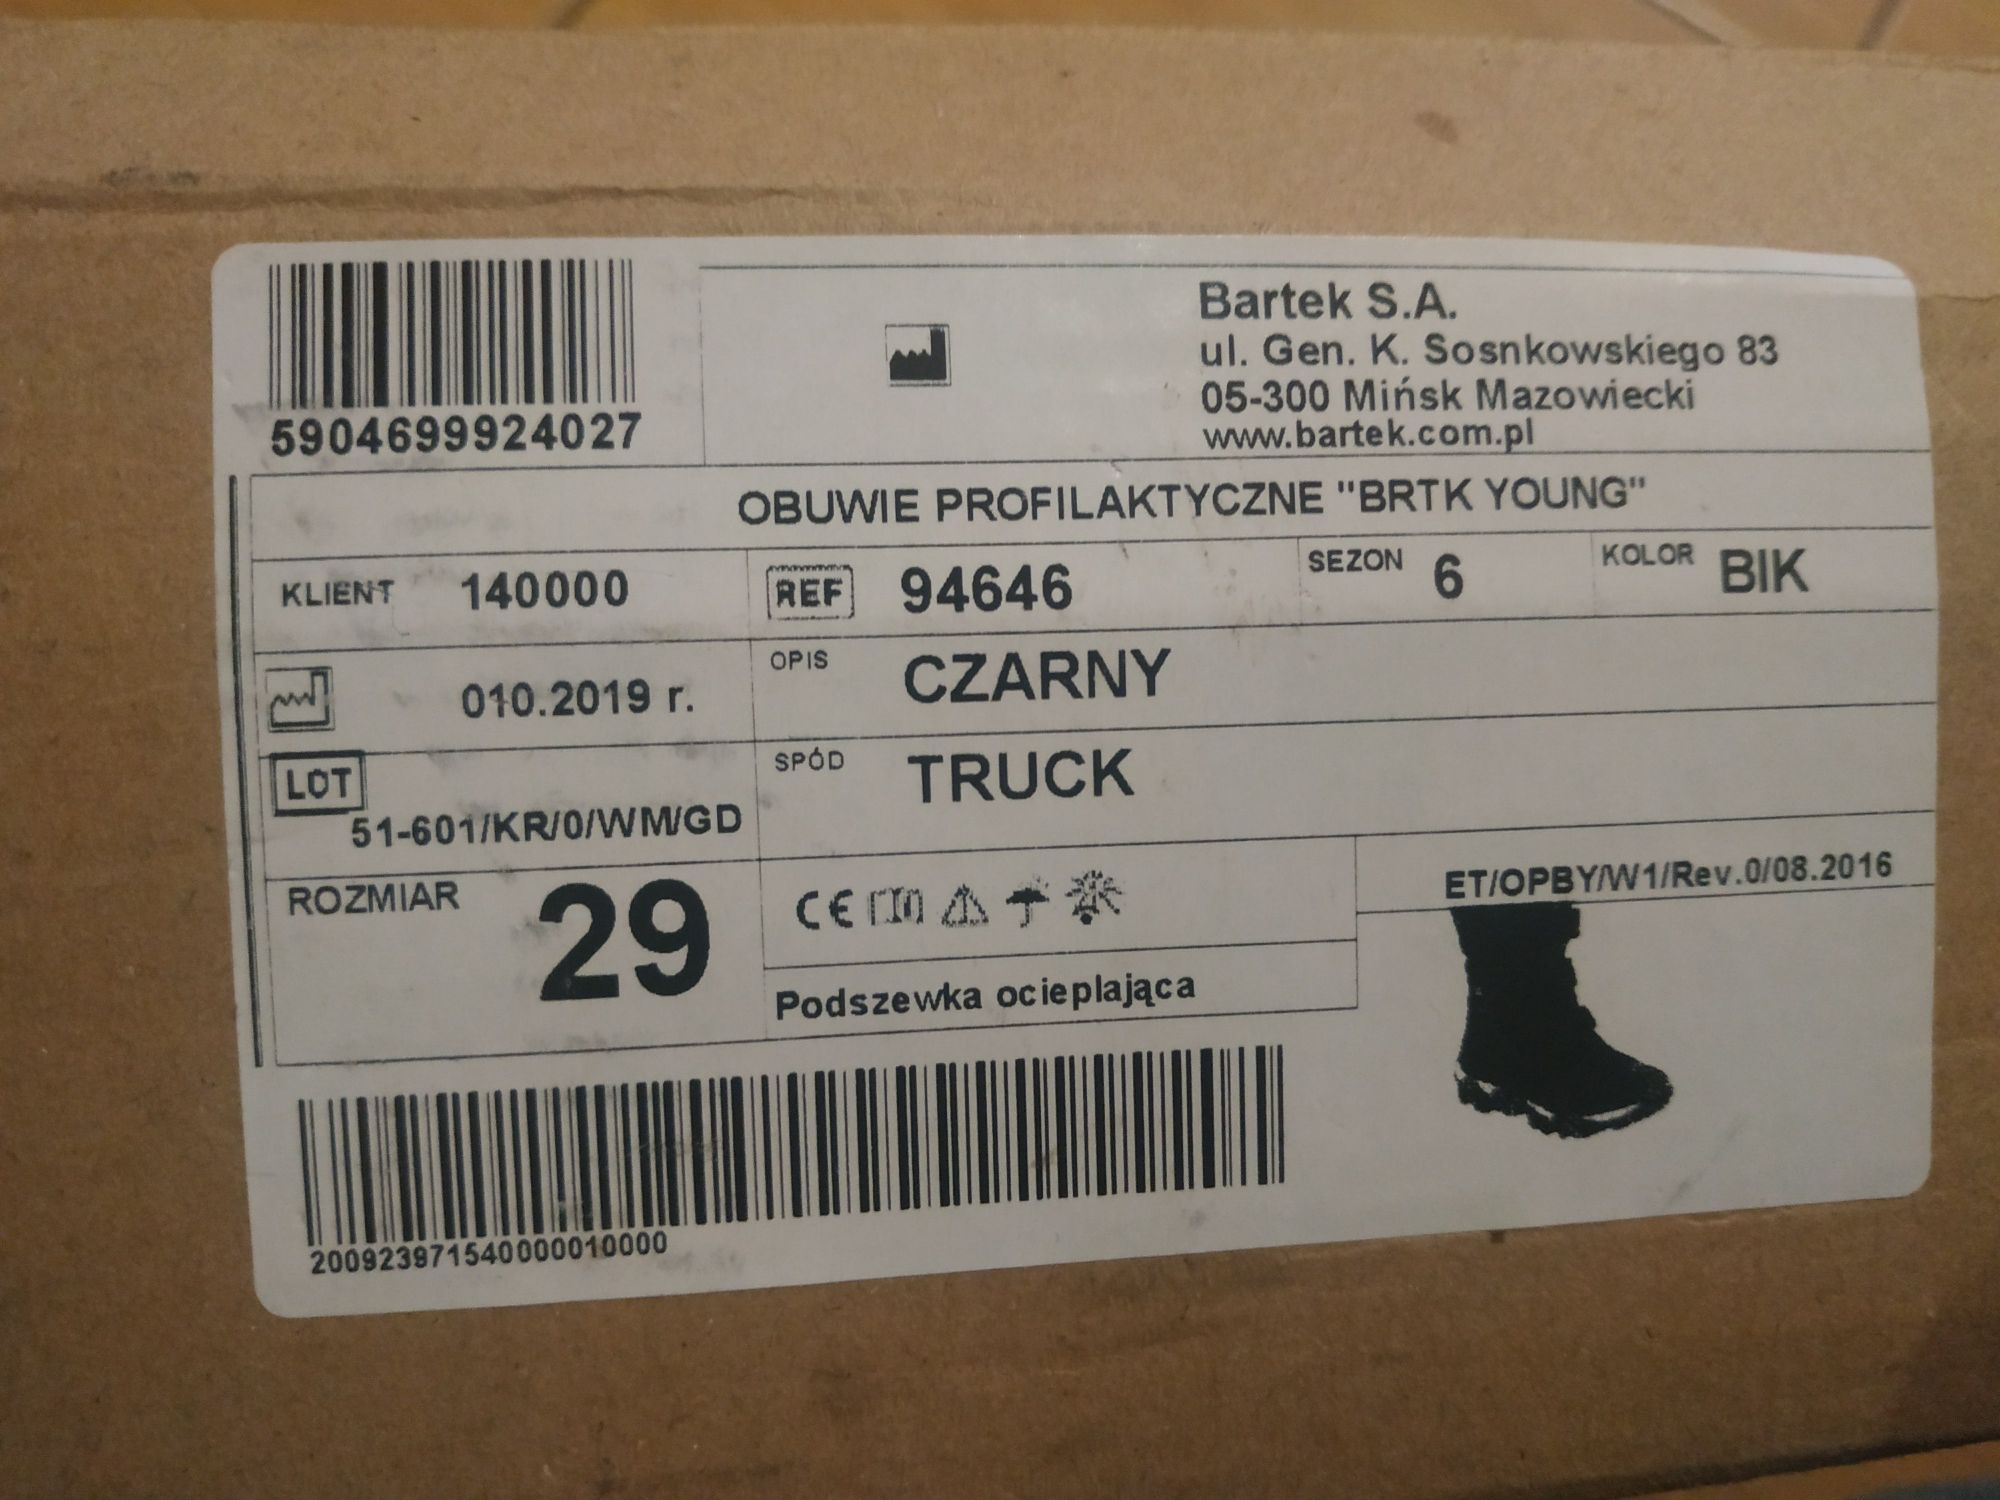 Bartek S.A.
ul. Gen. K. Sosnkowskiego 83
05-300 Mińsk Mazowiecki
www.bartek.com.pl
5904699924027
OBUWIE PROFILAKTYCZNE "BRTK YOUNG"
KLIENT 140000 REF 94646 SEZON 6 KOLOR BIK
010.2019 r. OPIS CZARNY
LOT 51-601/KR/0/WM/GD SPÓD TRUCK
ROZMIAR 29
CE
ET/OPBY/W1/Rev.0/08.2016
Podszewka ocieplająca
200923971540000010000